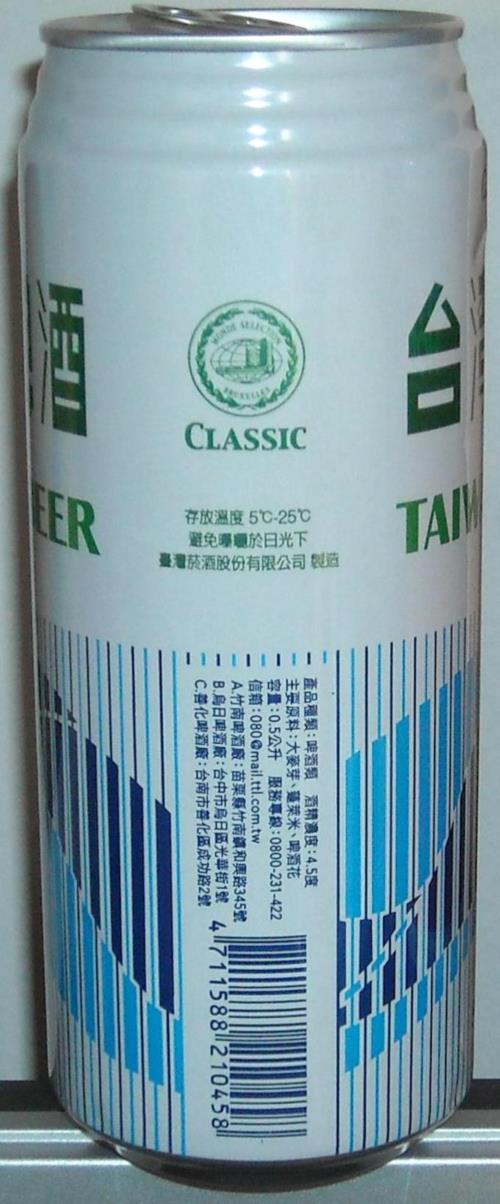 酒
BEER
MONDE SELECTION
BRUXELLES
CLASSIC
存放溫度 5℃-25℃
避免曝曬於日光下
臺灣菸酒股份有限公司 製造
台
TAIW
產品種類：啤酒類 酒精濃度：4.5度
主要原料：大麥芽、蓬萊米、啤酒花
容量：0.5公升 服務專線：0800-231-422
信箱：080@mail.ttl.com.tw
A.竹南啤酒廠：苗栗縣竹南鎮和興路345號
B.烏日啤酒廠：台中市烏日區光華街1號
C.善化啤酒廠：台南市善化區成功路2號
4 711588 210458